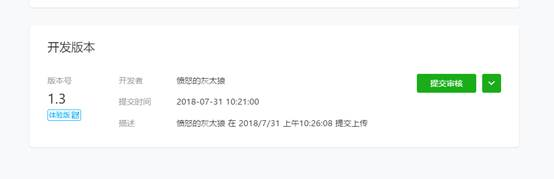 开发版本
版本号 开发者 愤怒的灰太狼 提交审核
1.3 提交时间 2018-07-31 10:21:00
体验版
描述 愤怒的灰太狼 在 2018/7/31 上午10:26:08 提交上传